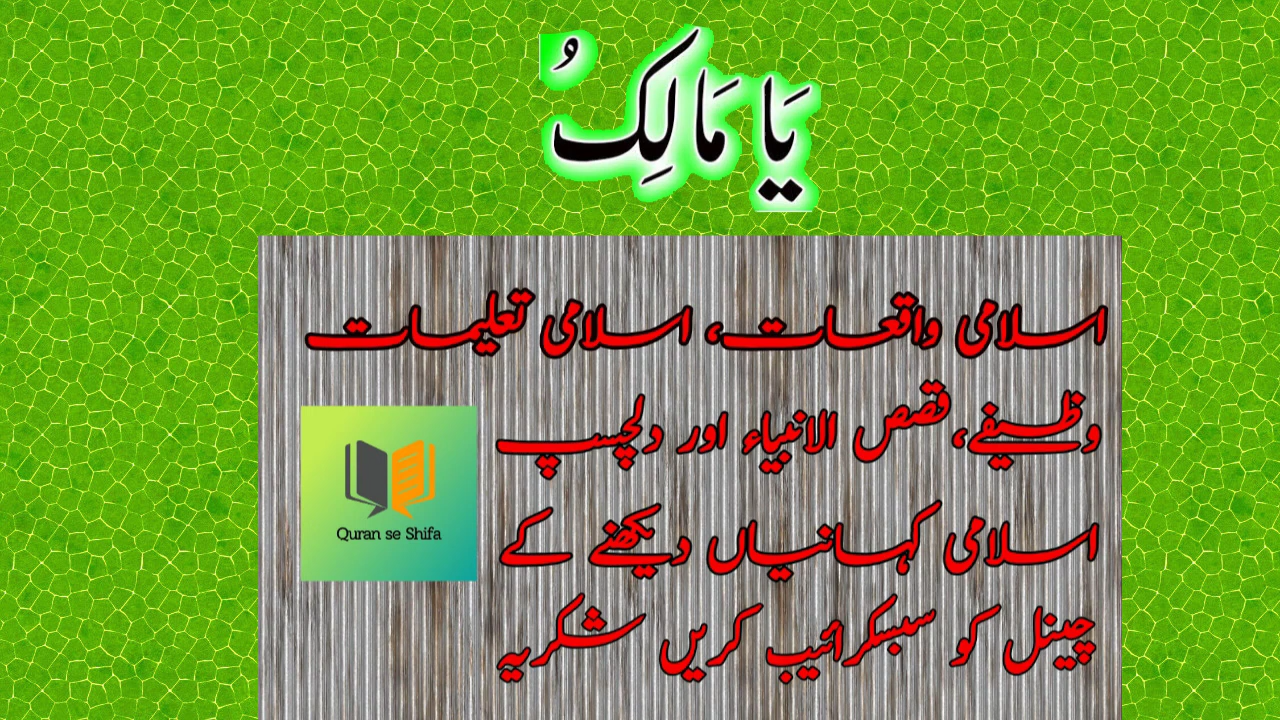 یَا مَالِکُ
اسلامی واقعات، اسلامی تعلیمات
وظیفے، قصص الانبیاء اور دلچسپ
اسلامی کہانیاں دیکھنے کے
چینل کو سبسکرائیب کریں شکریہ
Quran se Shifa